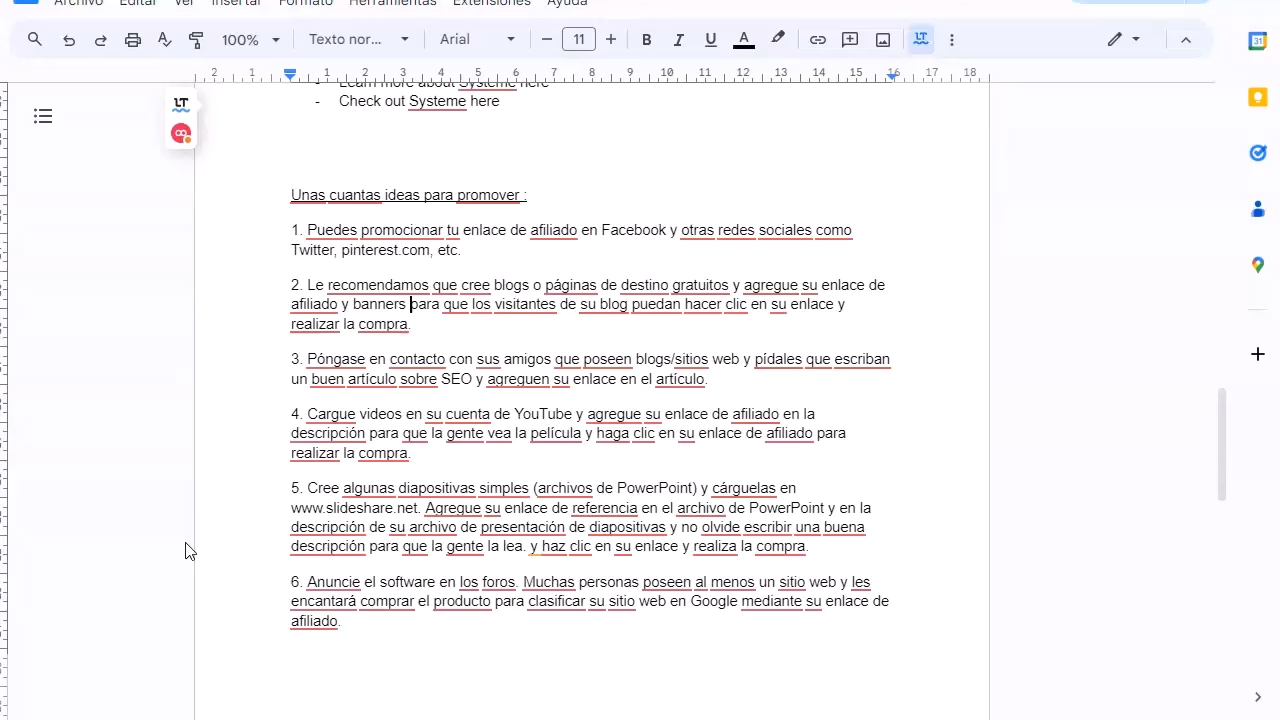 Archivo Editar Ver Insertar Formato Herramientas Extensiones Ayuda
100% Texto nor... Arial 11 B I U A LT
2 1 1 2 3 4 5 6 7 8 9 10 11 12 13 14 15 16 17 18
31
LT
- Learn more about Systeme here
- Check out Systeme here
Unas cuantas ideas para promover :
1. Puedes promocionar tu enlace de afiliado en Facebook y otras redes sociales como
Twitter, pinterest.com, etc.
2. Le recomendamos que cree blogs o páginas de destino gratuitos y agregue su enlace de
afiliado y banners para que los visitantes de su blog puedan hacer clic en su enlace y
realizar la compra.
3. Póngase en contacto con sus amigos que poseen blogs/sitios web y pídales que escriban
un buen artículo sobre SEO y agreguen su enlace en el artículo.
4. Cargue videos en su cuenta de YouTube y agregue su enlace de afiliado en la
descripción para que la gente vea la película y haga clic en su enlace de afiliado para
realizar la compra.
5. Cree algunas diapositivas simples (archivos de PowerPoint) y cárguelas en
www.slideshare.net. Agregue su enlace de referencia en el archivo de PowerPoint y en la
descripción de su archivo de presentación de diapositivas y no olvide escribir una buena
descripción para que la gente la lea. y haz clic en su enlace y realiza la compra.
6. Anuncie el software en los foros. Muchas personas poseen al menos un sitio web y les
encantará comprar el producto para clasificar su sitio web en Google mediante su enlace de
afiliado.